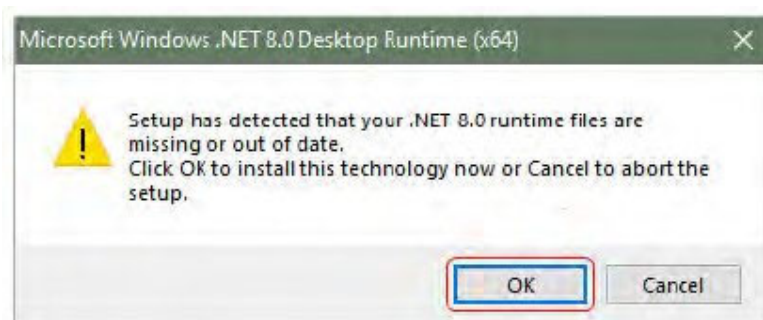 Microsoft Windows .NET 8.0 Desktop Runtime (x64)
Setup has detected that your .NET 8.0 runtime files are
missing or out of date.
Click OK to install this technology now or Cancel to abort the
setup.
OK
Cancel